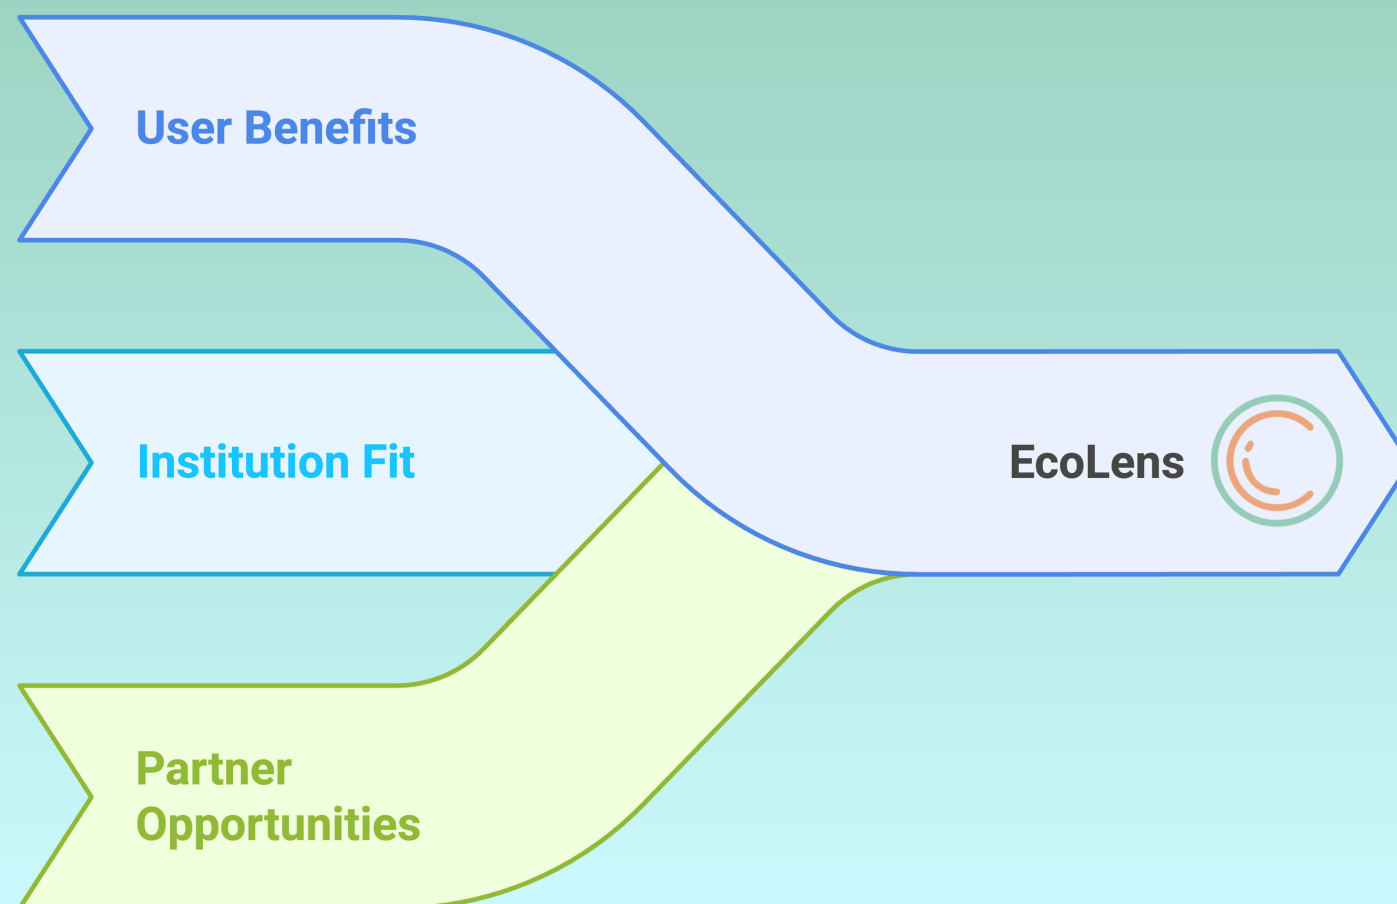 User Benefits
Institution Fit
EcoLens
Partner
Opportunities